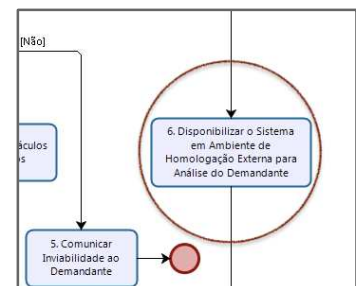 [Não]
6. Disponibilizar o Sistema
em Ambiente de
Homologação Externa para
Análise do Demandante
5. Comunicar
Inviabilidade ao
Demandante